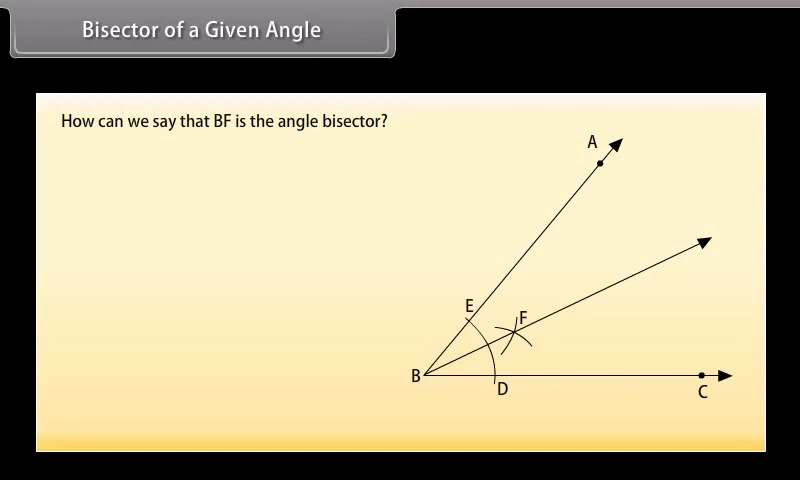 Bisector of a Given Angle
How can we say that BF is the angle bisector?
A
E
F
B
D
C